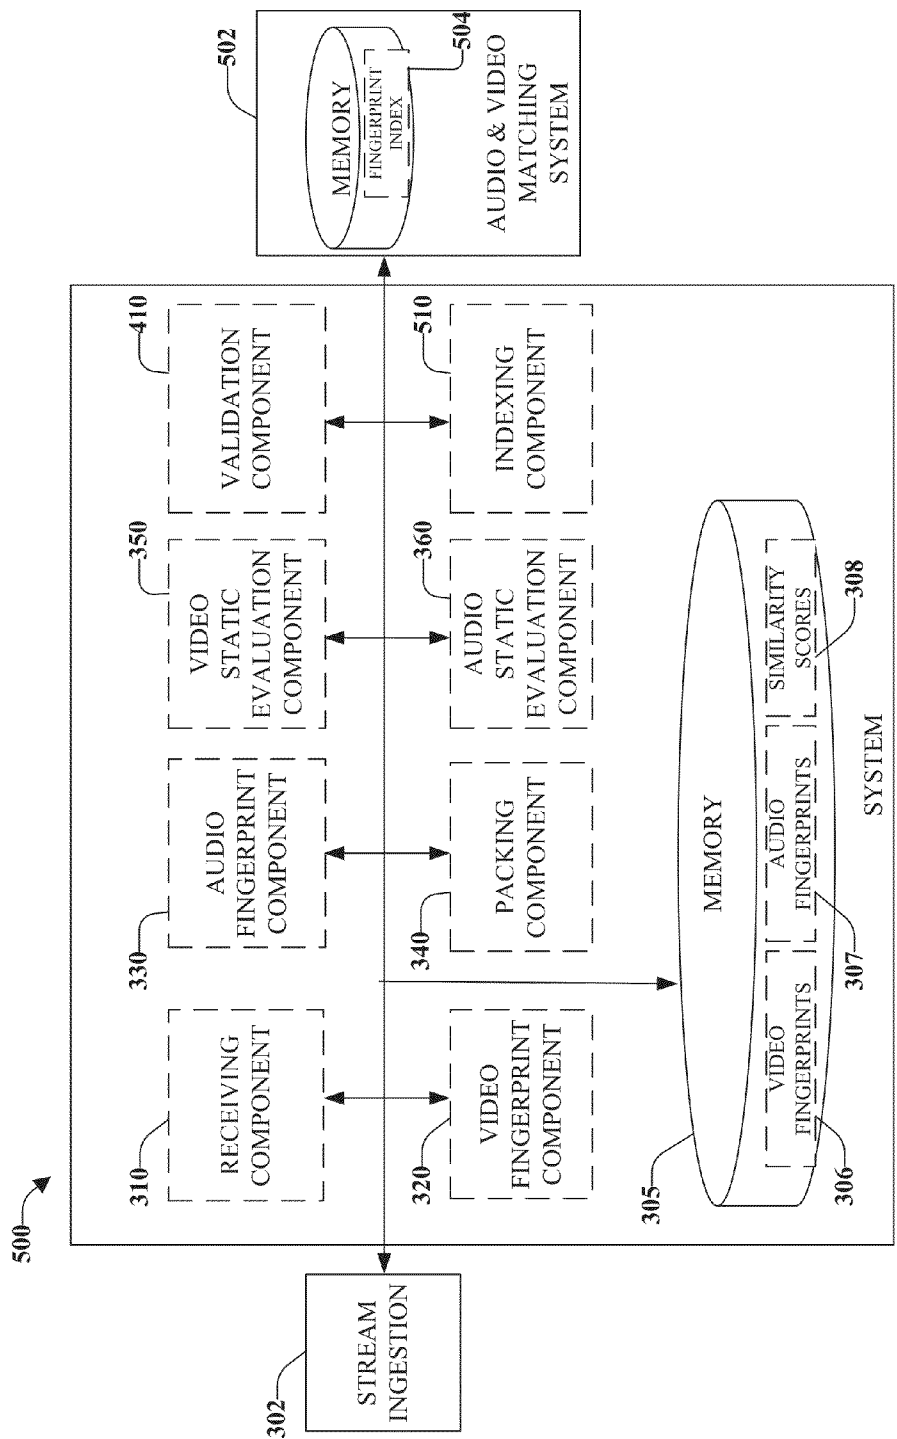 500
302
STREAM
INGESTION
310
RECEIVING
COMPONENT
330
AUDIO
FINGERPRINT
COMPONENT
350
VIDEO
STATIC
EVALUATION
COMPONENT
410
VALIDATION
COMPONENT
320
VIDEO
FINGERPRINT
COMPONENT
340
PACKING
COMPONENT
360
AUDIO
STATIC
EVALUATION
COMPONENT
510
INDEXING
COMPONENT
305
MEMORY
VIDEO
FINGERPRINTS
306
AUDIO
FINGERPRINTS
307
SIMILARITY
SCORES
308
SYSTEM
502
MEMORY
FINGERPRINT
INDEX
504
AUDIO & VIDEO
MATCHING
SYSTEM